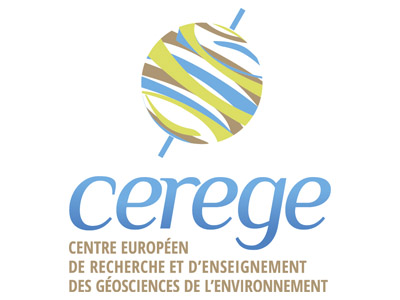 cerege
CENTRE EUROPÉEN
DE RECHERCHE ET D'ENSEIGNEMENT
DES GÉOSCIENCES DE L'ENVIRONNEMENT